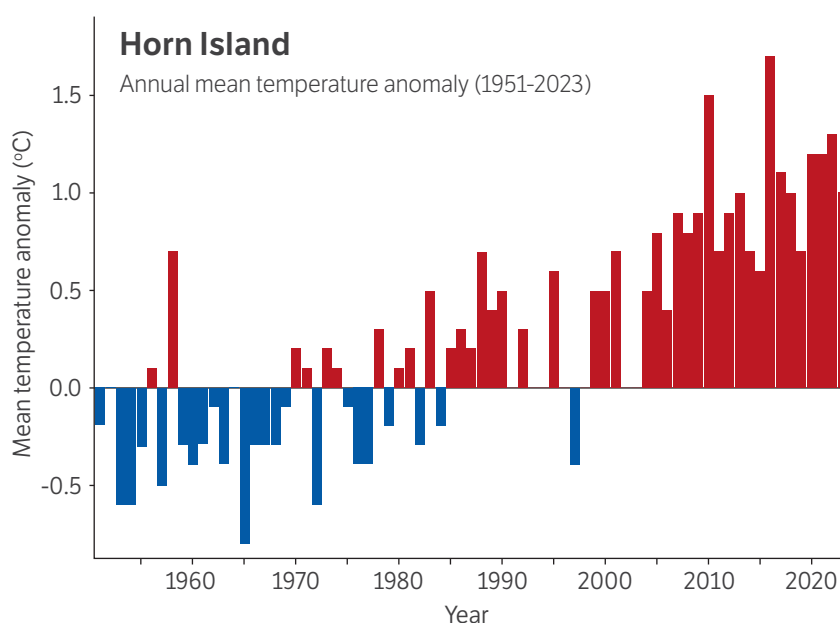 Horn Island
Annual mean temperature anomaly (1951-2023)
Mean temperature anomaly (ºC)
1.5
1.0
0.5
0.0
-0.5
1960 1970 1980 1990 2000 2010 2020
Year